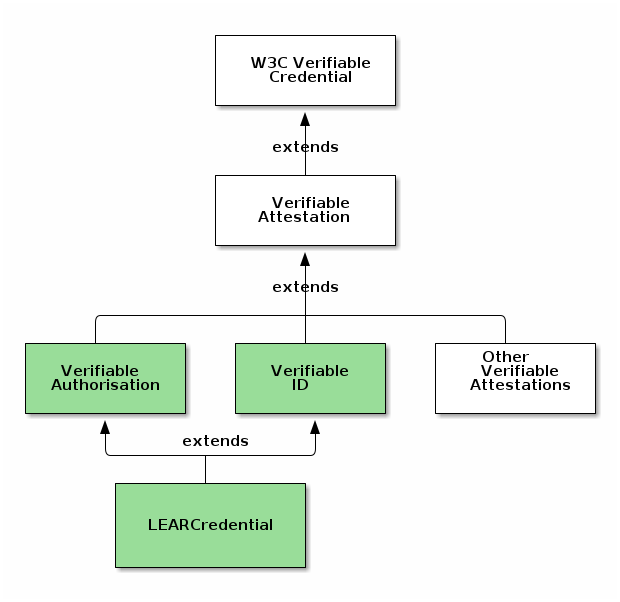 W3C Verifiable
Credential
extends
Verifiable
Attestation
extends
Verifiable
Authorisation
Verifiable
ID
Other
Verifiable
Attestations
extends
LEARCredential